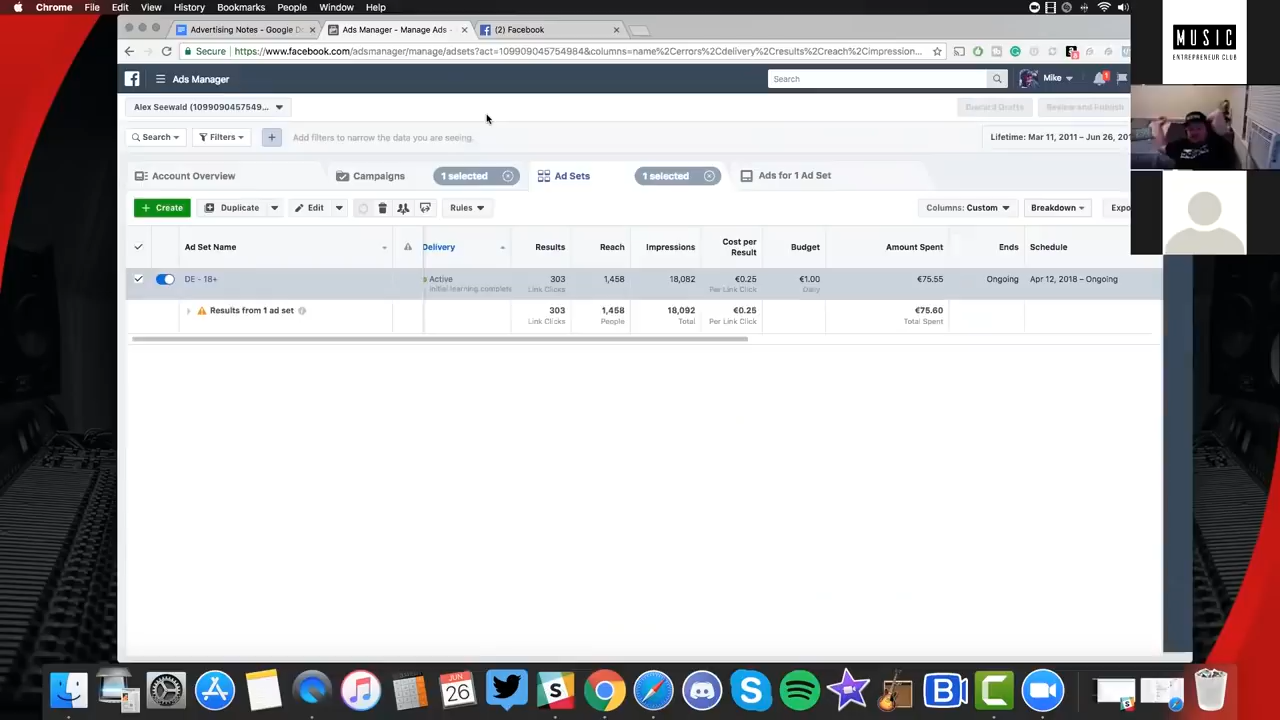 Chrome File Edit View History Bookmarks People Window Help
Advertising Notes - Google D
Ads Manager - Manage Ads -
(2) Facebook
Secure https://www.facebook.com/adsmanager/manage/adsets?act=109909045754984&columns=name%2Cerrors%2Cdelivery%2Cresults%2Creach%2Cimpression...
Ads Manager
Search
Mike
Alex Seewald (1099090457549...
Discard Drafts
Review and Publish
Search
Filters
Add filters to narrow the data you are seeing.
Lifetime: Mar 11, 2011 – Jun 26, 201
Account Overview
Campaigns
1 selected
Ad Sets
1 selected
Ads for 1 Ad Set
Create
Duplicate
Edit
Rules
Columns: Custom
Breakdown
Expo
Ad Set Name
Delivery
Results
Reach
Impressions
Cost per
Result
Budget
Amount Spent
Ends
Schedule
DE - 18+
Active
303
1,458
18,082
€0.25
€1.00
€75.55
Ongoing
Apr 12, 2018 – Ongoing
initial learning complete
Link Clicks
Per Link Click
Daily
Results from 1 ad set
303
1,458
18,092
€0.25
€75.60
Link Clicks
People
Total
Per Link Click
Total Spent
MUSIC
ENTREPRENEUR CLUB
JUN
26